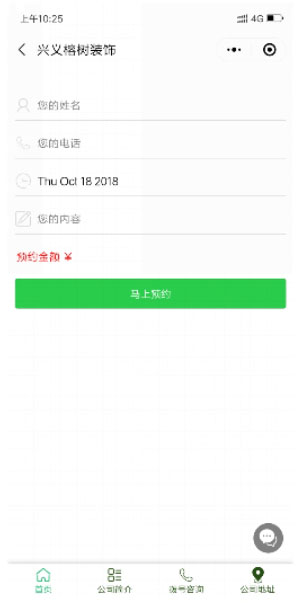 上午10:25
4G
兴义榕树装饰
您的姓名
您的电话
Thu Oct 18 2018
您的内容
预约金额 ¥
马上预约
首页 公司简介 拨号咨询 公司地址